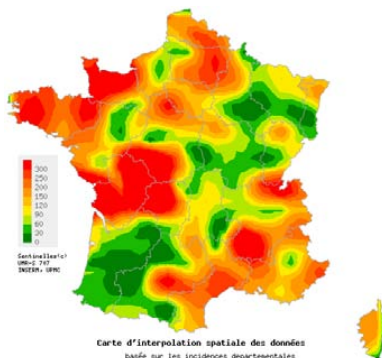 300
250
200
150
120
90
60
30
0
Sentinelles(c)
UMR-S 707
INSERM, UPMC
Carte d'interpolation spatiale des données
basée sur les incidences departementales